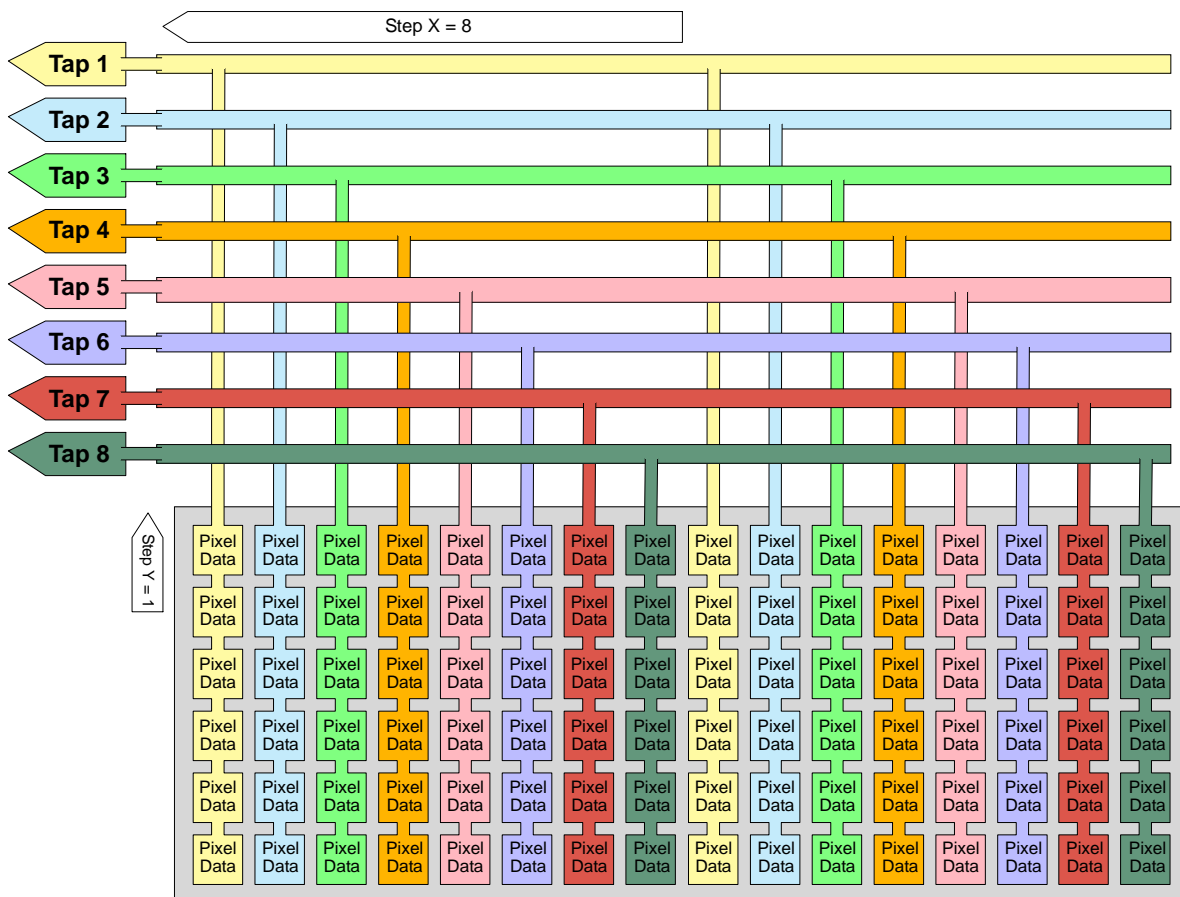 Step X = 8
Tap 1
Tap 2
Tap 3
Tap 4
Tap 5
Tap 6
Tap 7
Tap 8
Step Y = 1
Pixel Pixel Pixel Pixel Pixel Pixel Pixel Pixel Pixel Pixel Pixel Pixel Pixel Pixel Pixel Pixel
Data Data Data Data Data Data Data Data Data Data Data Data Data Data Data Data
Pixel Pixel Pixel Pixel Pixel Pixel Pixel Pixel Pixel Pixel Pixel Pixel Pixel Pixel Pixel Pixel
Data Data Data Data Data Data Data Data Data Data Data Data Data Data Data Data
Pixel Pixel Pixel Pixel Pixel Pixel Pixel Pixel Pixel Pixel Pixel Pixel Pixel Pixel Pixel Pixel
Data Data Data Data Data Data Data Data Data Data Data Data Data Data Data Data
Pixel Pixel Pixel Pixel Pixel Pixel Pixel Pixel Pixel Pixel Pixel Pixel Pixel Pixel Pixel Pixel
Data Data Data Data Data Data Data Data Data Data Data Data Data Data Data Data
Pixel Pixel Pixel Pixel Pixel Pixel Pixel Pixel Pixel Pixel Pixel Pixel Pixel Pixel Pixel Pixel
Data Data Data Data Data Data Data Data Data Data Data Data Data Data Data Data
Pixel Pixel Pixel Pixel Pixel Pixel Pixel Pixel Pixel Pixel Pixel Pixel Pixel Pixel Pixel Pixel
Data Data Data Data Data Data Data Data Data Data Data Data Data Data Data Data